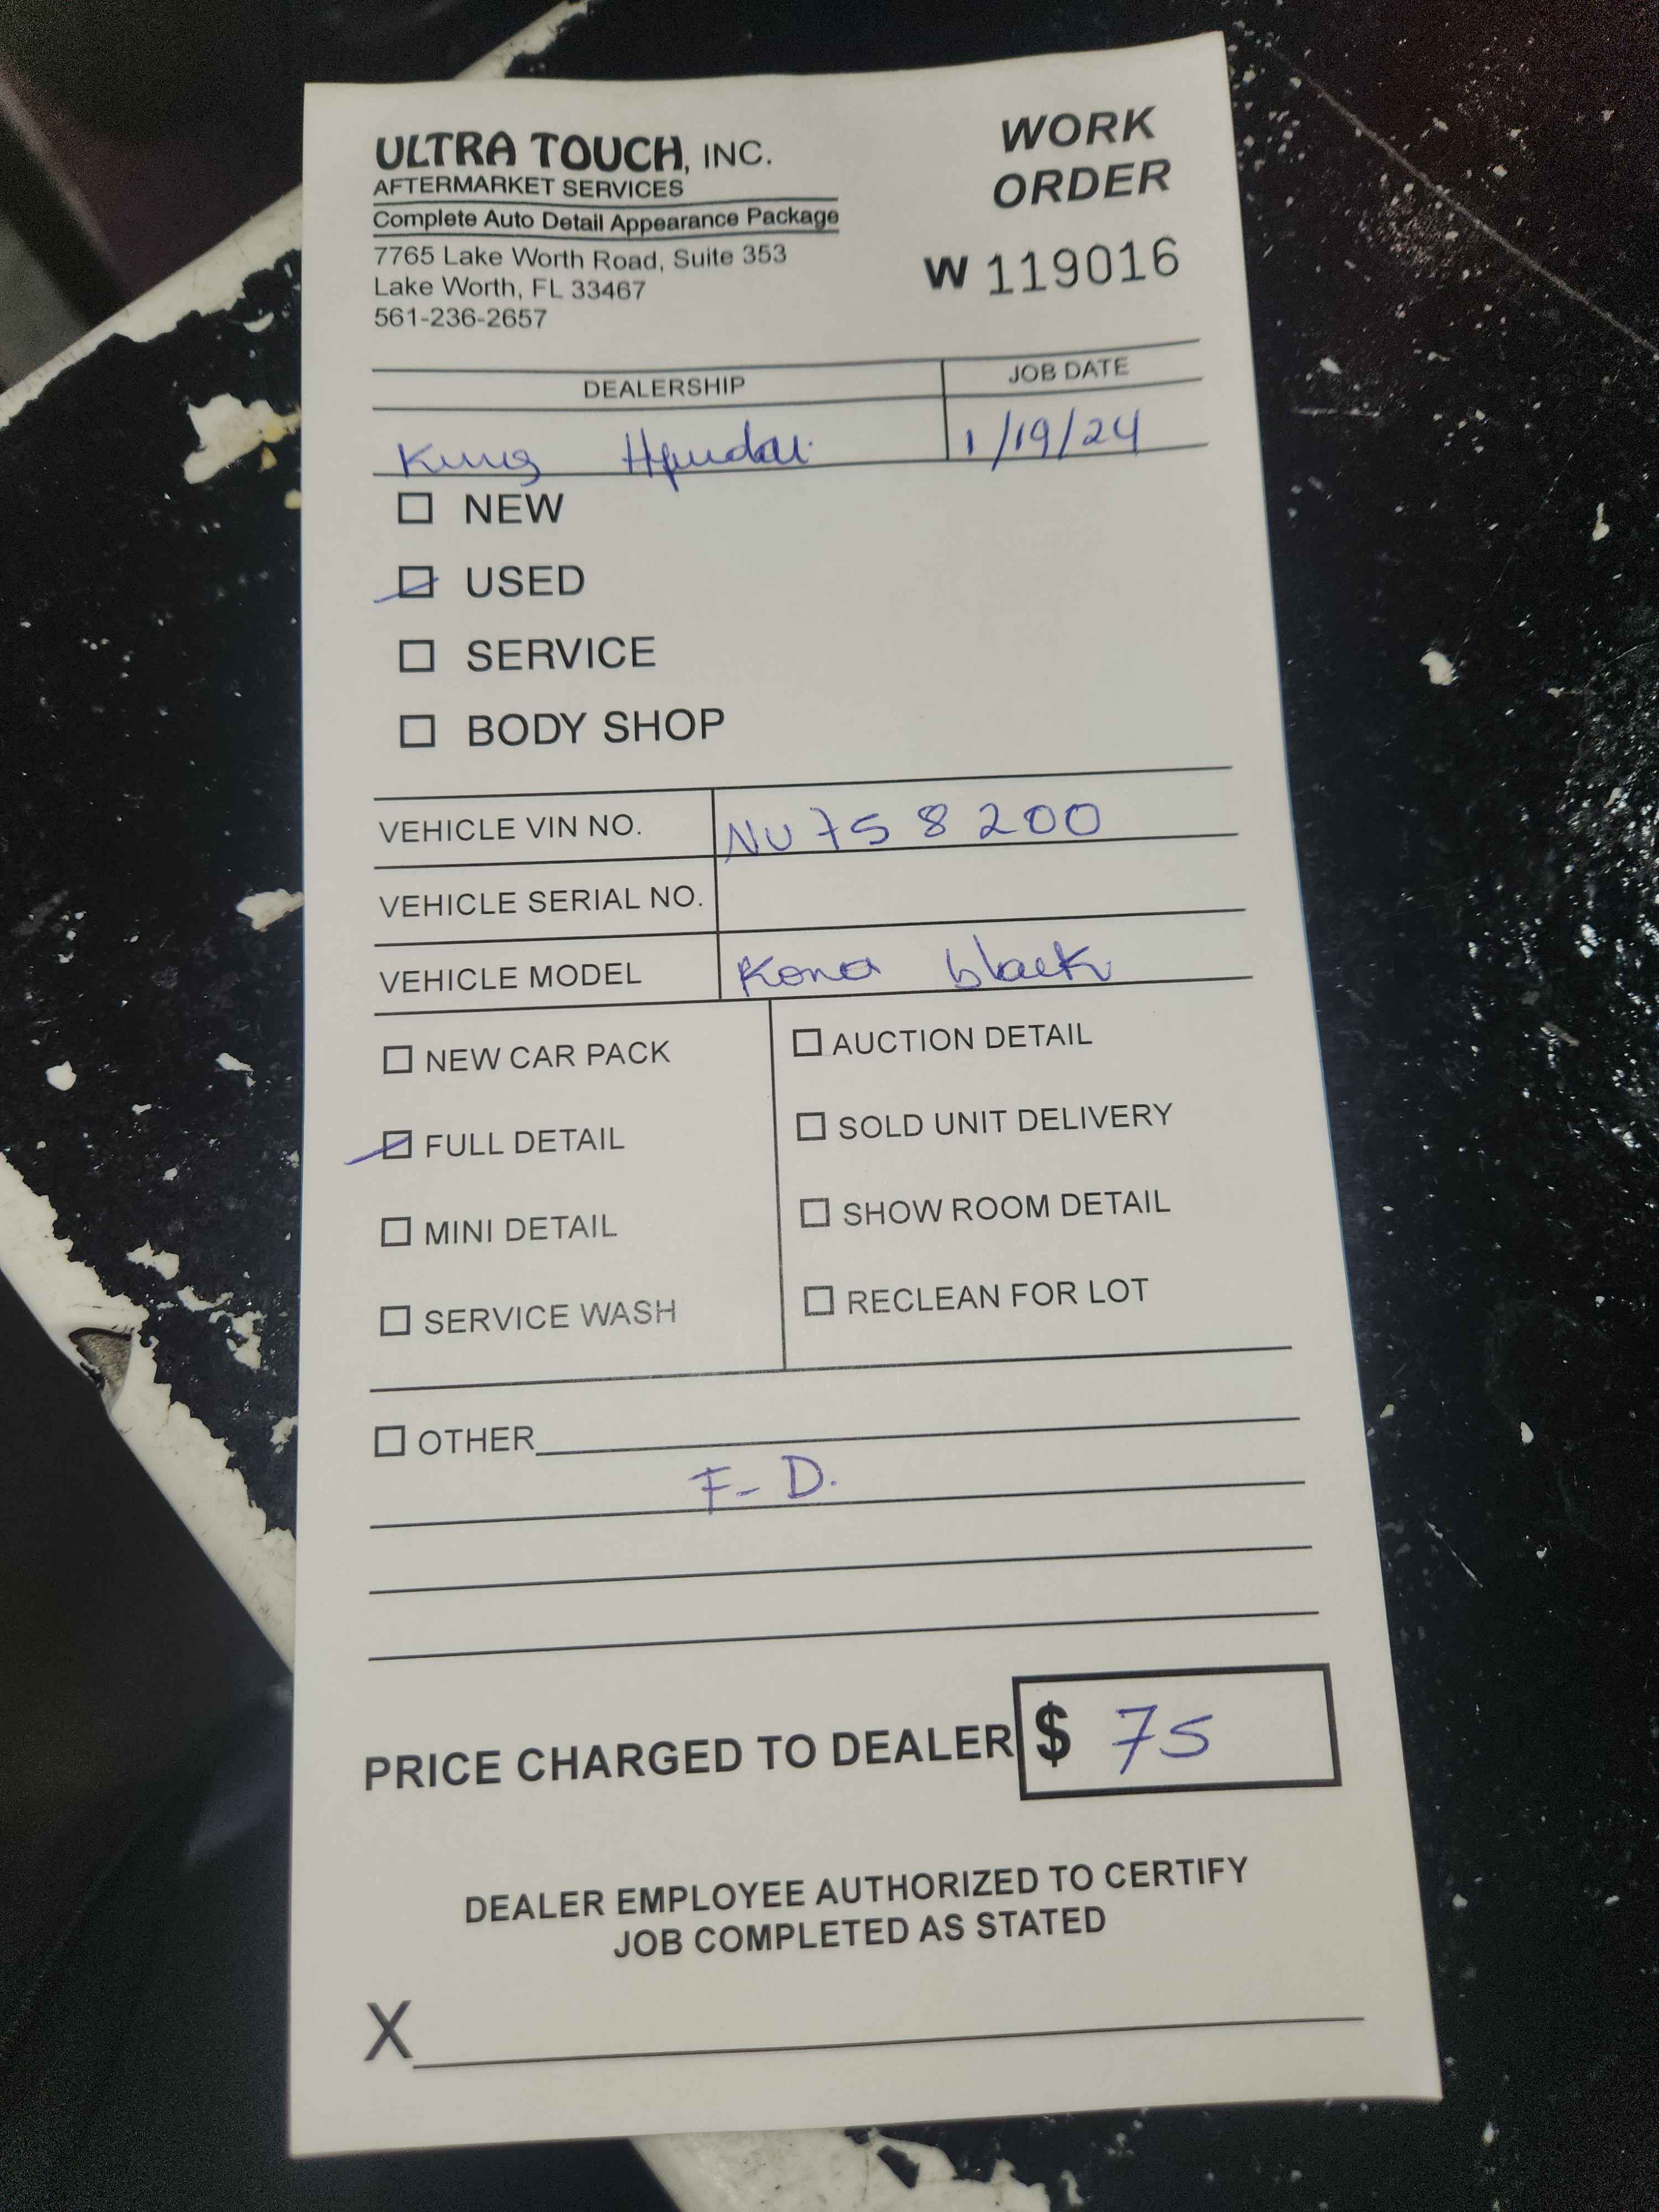 ULTRA TOUCH, INC.
AFTERMARKET SERVICES
Complete Auto Detail Appearance Package
7765 Lake Worth Road, Suite 353
Lake Worth, FL 33467
561-236-2657
WORK
ORDER
W 119016
DEALERSHIP JOB DATE
King Hyundai 1/19/24
NEW
USED
SERVICE
BODY SHOP
VEHICLE VIN NO. NU758200
VEHICLE SERIAL NO.
VEHICLE MODEL Kona black
NEW CAR PACK
FULL DETAIL
MINI DETAIL
SERVICE WASH
AUCTION DETAIL
SOLD UNIT DELIVERY
SHOW ROOM DETAIL
RECLEAN FOR LOT
OTHER
F-D.
PRICE CHARGED TO DEALER $ 75
DEALER EMPLOYEE AUTHORIZED TO CERTIFY
JOB COMPLETED AS STATED
X